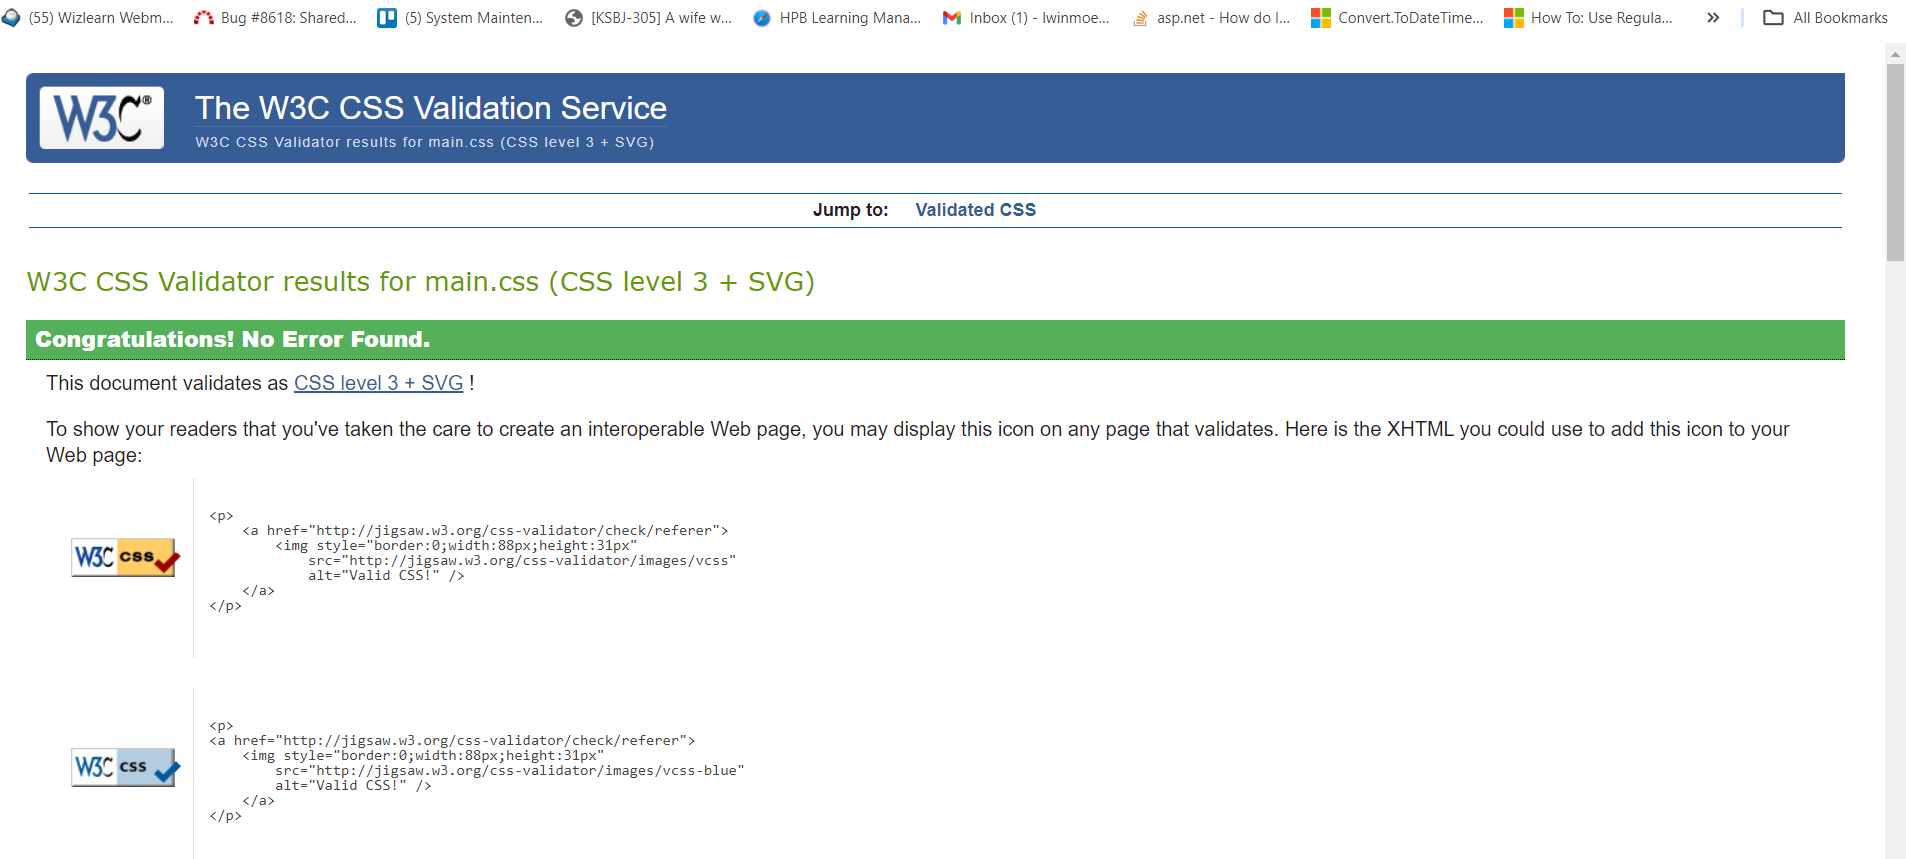 (55) Wizlearn Webm... Bug #8618: Shared... (5) System Mainten... [KSBJ-305] A wife w... HPB Learning Mana... Inbox (1) - lwinmoe... asp.net - How do I... Convert.ToDateTime... How To: Use Regula... » All Bookmarks
W3C® The W3C CSS Validation Service
W3C CSS Validator results for main.css (CSS level 3 + SVG)
Jump to: Validated CSS
W3C CSS Validator results for main.css (CSS level 3 + SVG)
Congratulations! No Error Found.
This document validates as CSS level 3 + SVG !
To show your readers that you've taken the care to create an interoperable Web page, you may display this icon on any page that validates. Here is the XHTML you could use to add this icon to your
Web page:
<p>
    <a href="http://jigsaw.w3.org/css-validator/check/referer">
        <img style="border:0;width:88px;height:31px"
W3C css
            src="http://jigsaw.w3.org/css-validator/images/vcss"
            alt="Valid CSS!" />
    </a>
</p>
<p>
<a href="http://jigsaw.w3.org/css-validator/check/referer">
    <img style="border:0;width:88px;height:31px"
W3C css
        src="http://jigsaw.w3.org/css-validator/images/vcss-blue"
        alt="Valid CSS!" />
    </a>
</p>